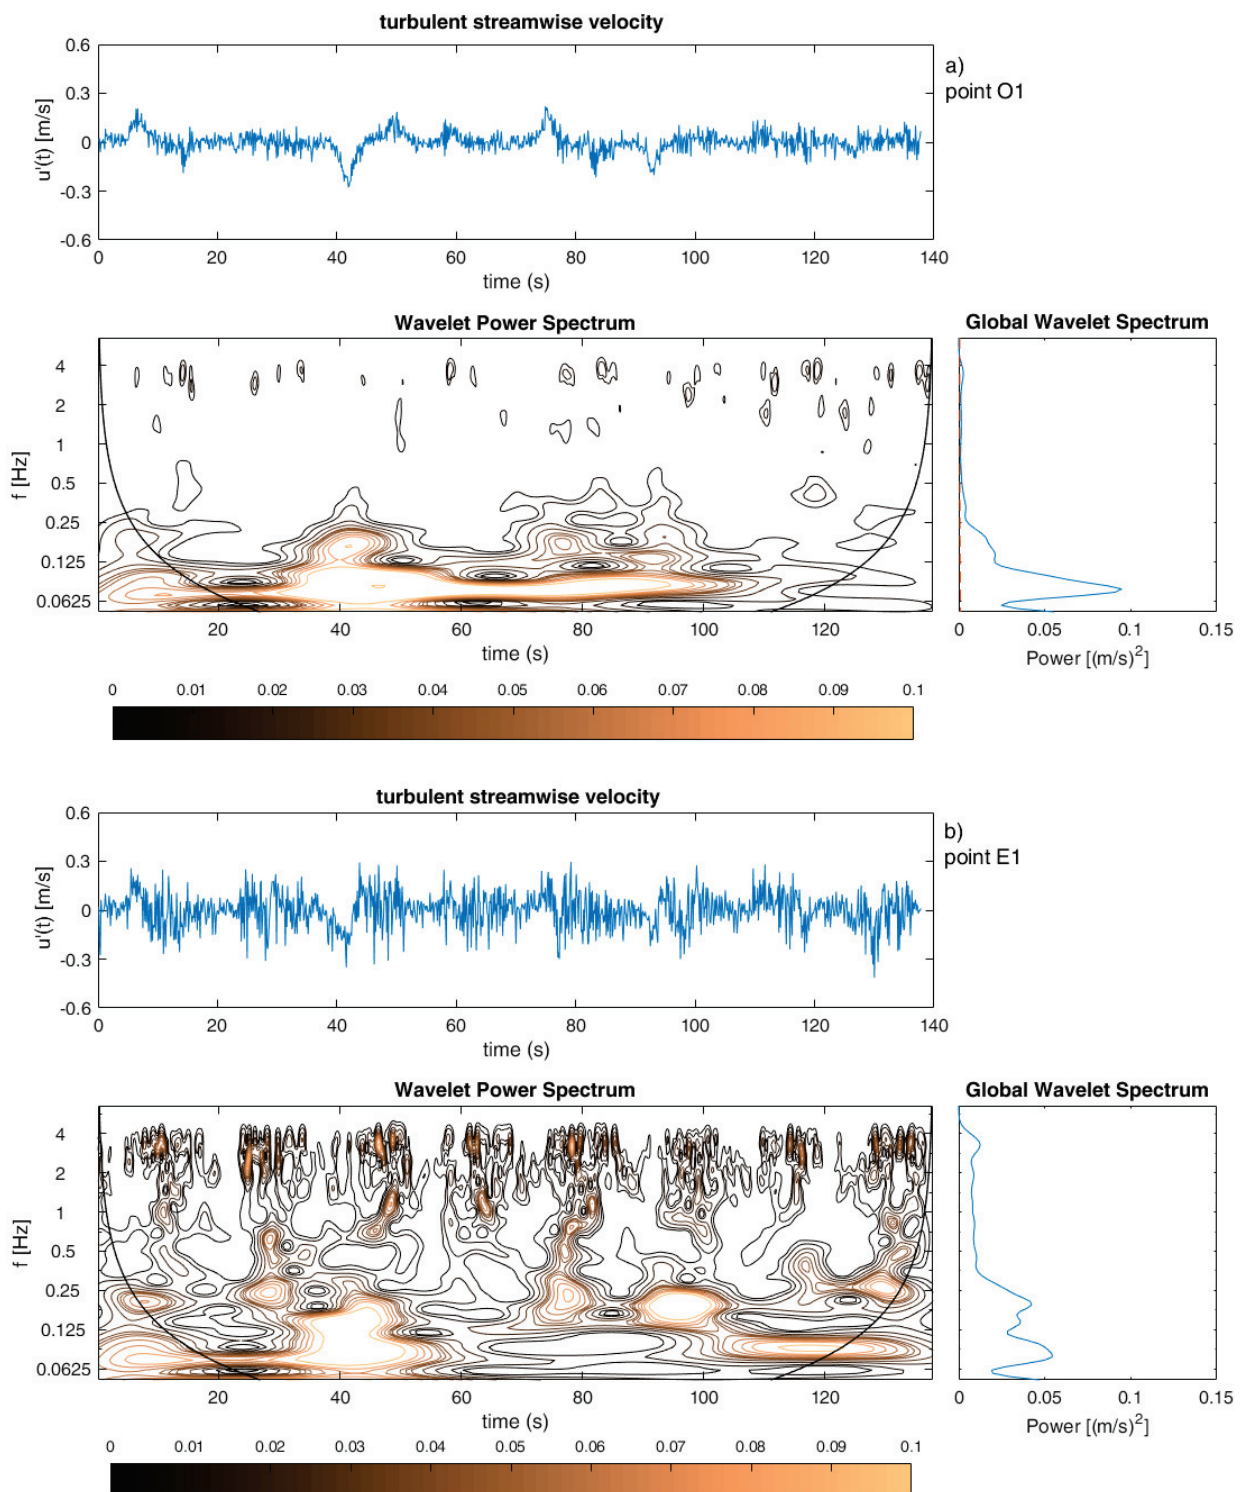 turbulent streamwise velocity
a)
point O1
0.6
0.3
0
-0.3
-0.6
u'(t) [m/s]
0 20 40 60 80 100 120 140
time (s)
Wavelet Power Spectrum
4
2
1
0.5
0.25
0.125
0.0625
f [Hz]
20 40 60 80 100 120
time (s)
Global Wavelet Spectrum
0 0.05 0.1 0.15
Power [(m/s)²]
0 0.01 0.02 0.03 0.04 0.05 0.06 0.07 0.08 0.09 0.1
turbulent streamwise velocity
b)
point E1
0.6
0.3
0
-0.3
-0.6
u'(t) [m/s]
0 20 40 60 80 100 120 140
time (s)
Wavelet Power Spectrum
4
2
1
0.5
0.25
0.125
0.0625
f [Hz]
20 40 60 80 100 120
time (s)
Global Wavelet Spectrum
0 0.05 0.1 0.15
Power [(m/s)²]
0 0.01 0.02 0.03 0.04 0.05 0.06 0.07 0.08 0.09 0.1